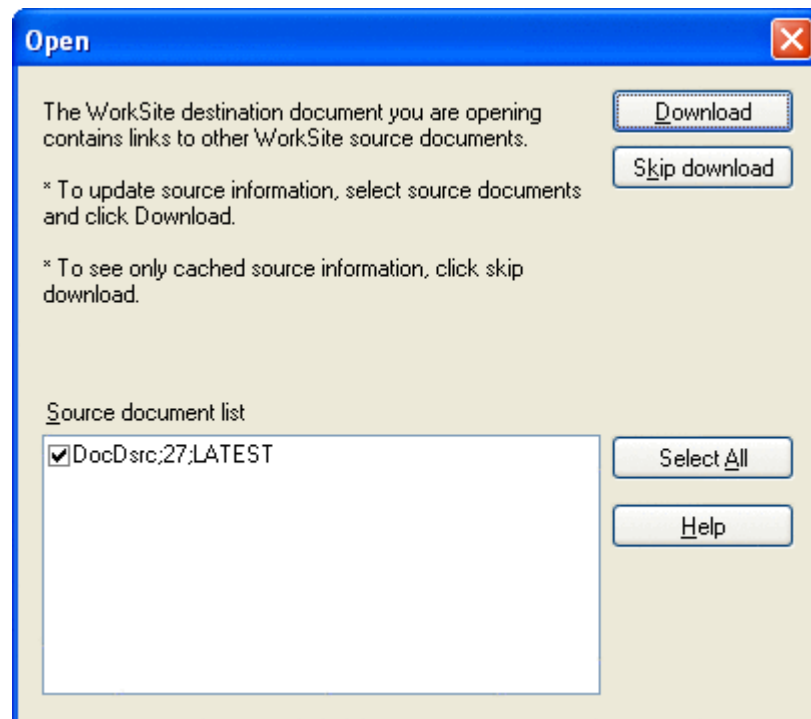 Open
The WorkSite destination document you are opening
contains links to other WorkSite source documents.
* To update source information, select source documents
and click Download.
* To see only cached source information, click skip
download.
Download
Skip download
Source document list
DocDsrc;27;LATEST
Select All
Help